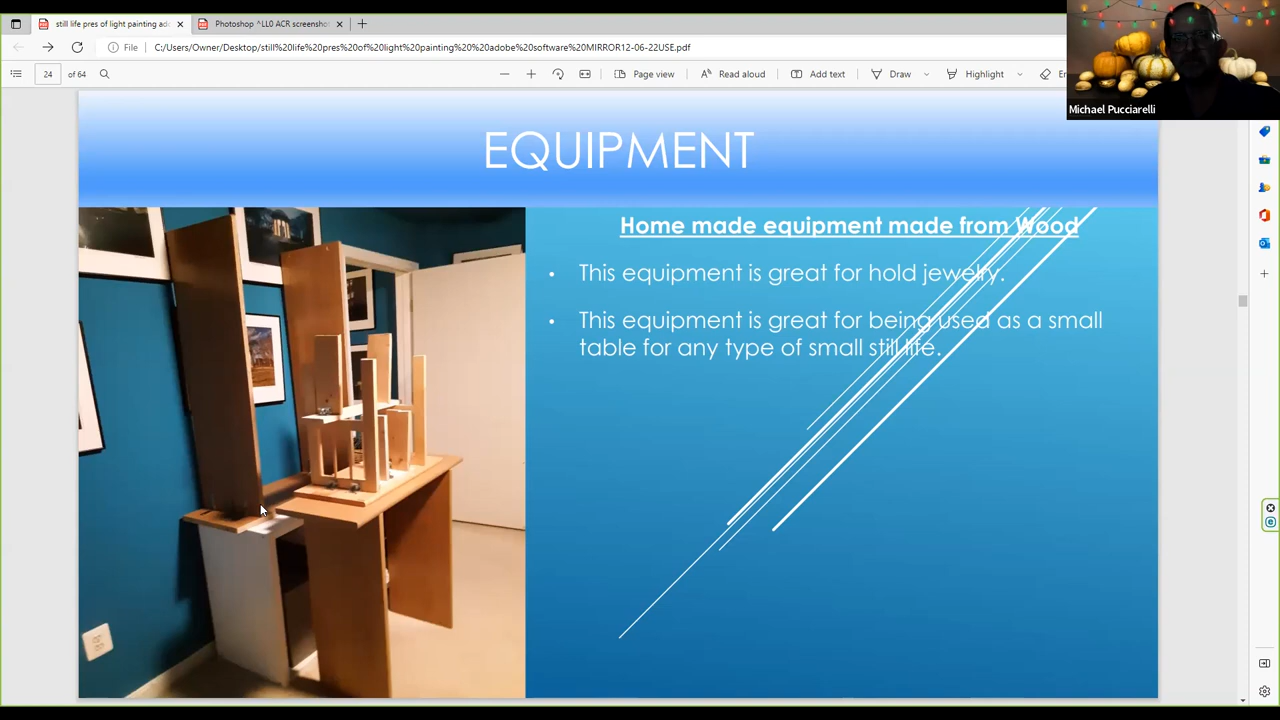 still life pres of light painting ado
Photoshop ^LL0 ACR screenshot
File
C:/Users/Owner/Desktop/still%20life%20pres%20of%20light%20painting%20%20adobe%20software%20MIRROR12-06-22USE.pdf
24 of 64
Page view
Read aloud
Add text
Draw
Highlight
Michael Pucciarelli
EQUIPMENT
Home made equipment made from Wood
• This equipment is great for hold jewelry.
• This equipment is great for being used as a small
table for any type of small still life.